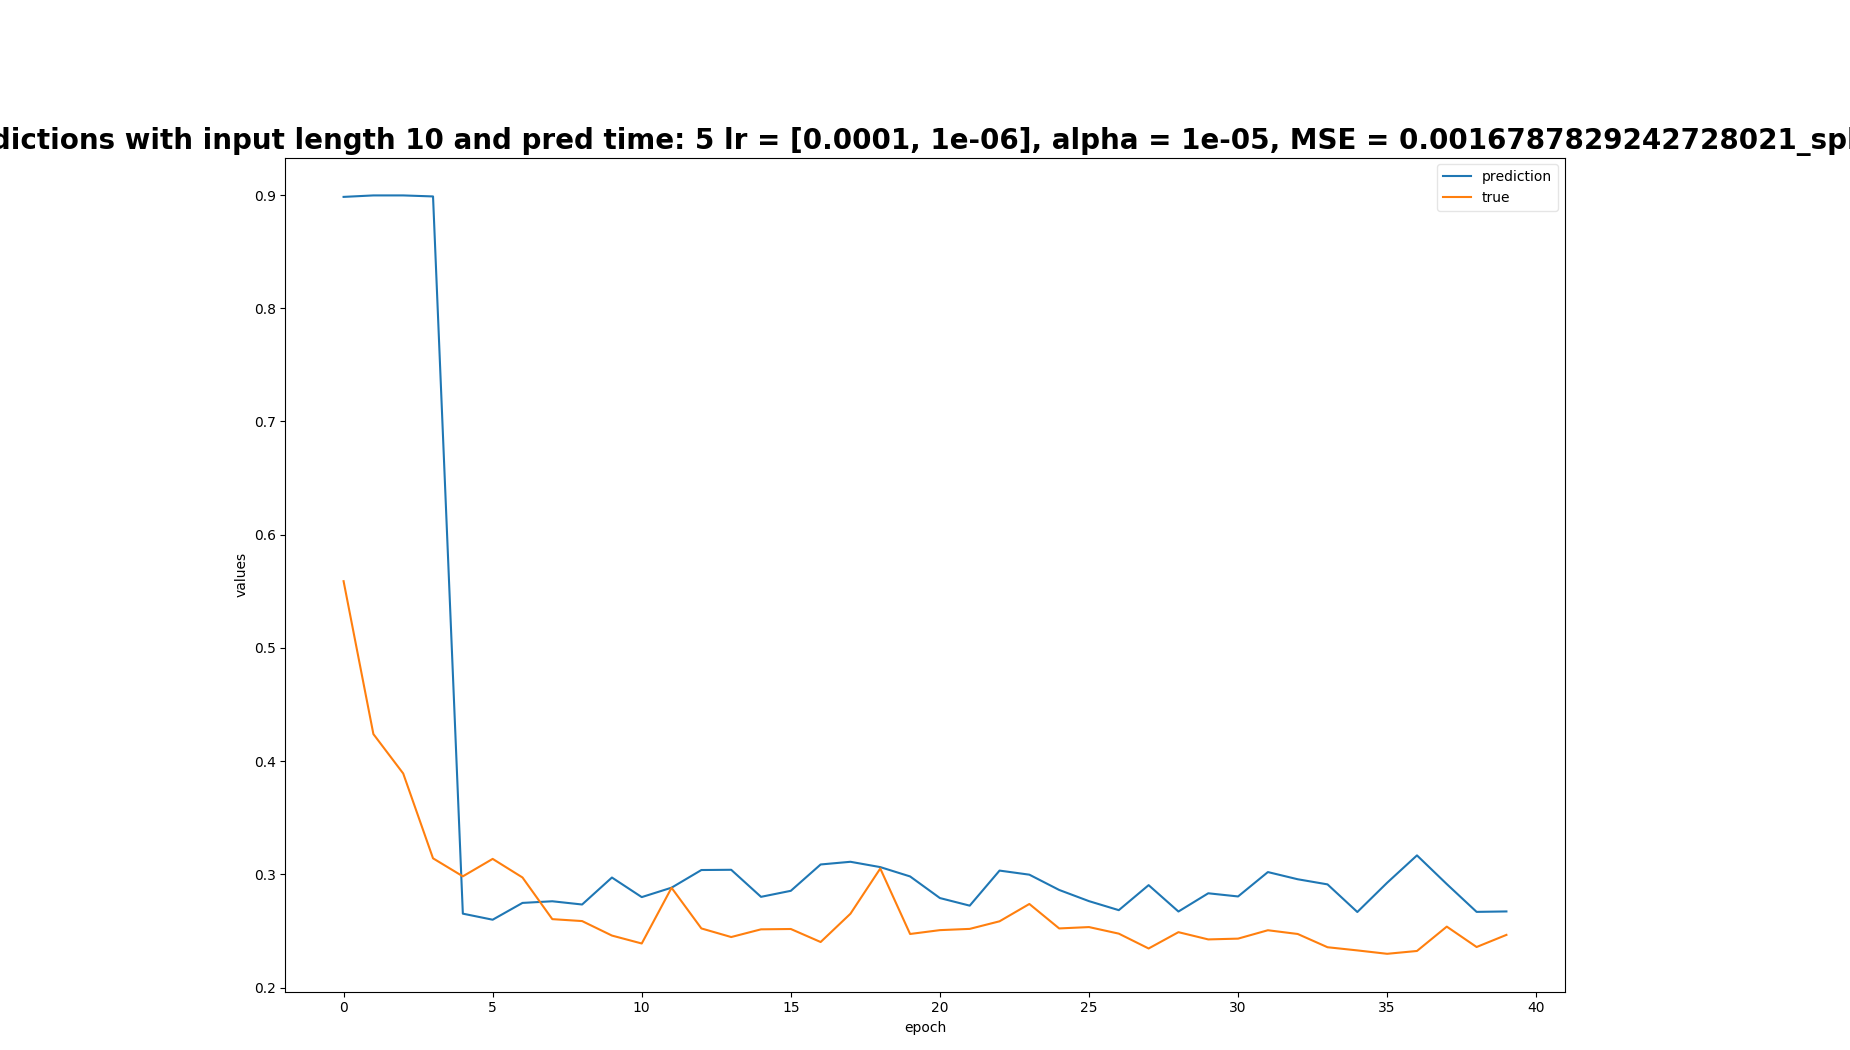 dictions with input length 10 and pred time: 5 lr = [0.0001, 1e-06], alpha = 1e-05, MSE = 0.0016787829242728021_spl
prediction
true
0.9
0.8
0.7
0.6
0.5
0.4
0.3
0.2
values
0 5 10 15 20 25 30 35 40
epoch